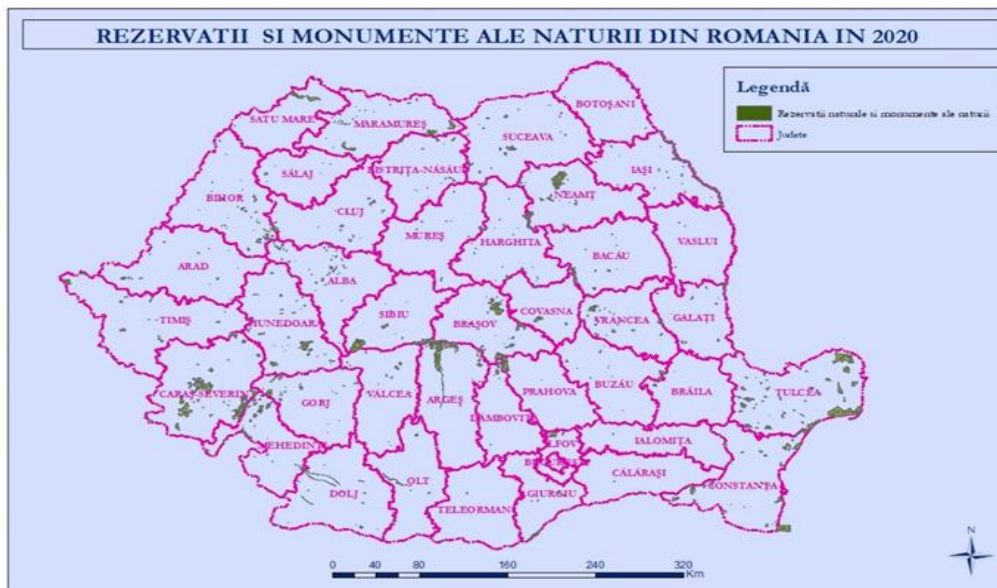 REZERVATII SI MONUMENTE ALE NATURII DIN ROMANIA IN 2020
Legendă
Rezervatii naturale si monumente ale naturii
Judete
BOTOȘANI
SATU MARE
MARAMUREȘ
SUCEAVA
SĂLAJ
BISTRIȚA-NĂSĂUD
IAȘI
NEAMȚ
BIHOR
CLUJ
MUREȘ
HARGHITA
VASLUI
BACĂU
ARAD
ALBA
TIMIȘ
HUNEDOARA
SIBIU
BRAȘOV
COVASNA
VRANCEA
GALAȚI
CARAȘ-SEVERIN
GORJ
VÂLCEA
ARGEȘ
DÂMBOVIȚA
PRAHOVA
BUZĂU
BRĂILA
TULCEA
MEHEDINȚI
ILFOV
IALOMIȚA
BUCUREȘTI
CĂLĂRAȘI
CONSTANȚA
DOLJ
OLT
TELEORMAN
GIURGIU
N
0 40 80 160 240 320
Km